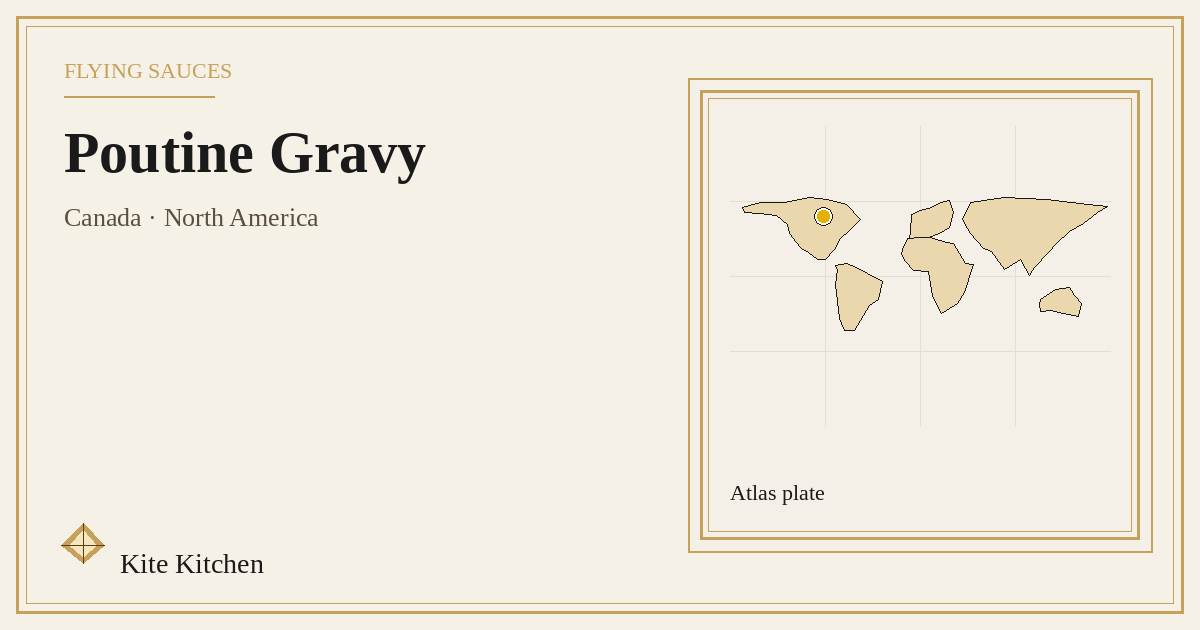 FLYING SAUCES
Poutine Gravy
Canada · North America
Atlas plate
Kite Kitchen